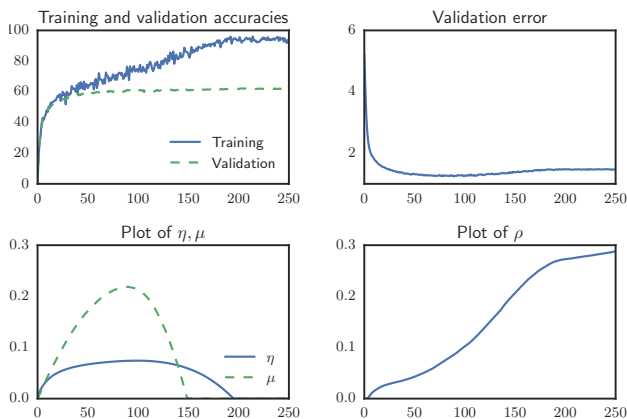 Training and validation accuracies
100
80
60
40
20
0
Training
Validation
0 50 100 150 200 250
Validation error
6
4
2
0 50 100 150 200 250
Plot of η, μ
0.3
0.2
0.1
0.0
η
μ
0 50 100 150 200 250
Plot of ρ
0.3
0.2
0.1
0.0
0 50 100 150 200 250